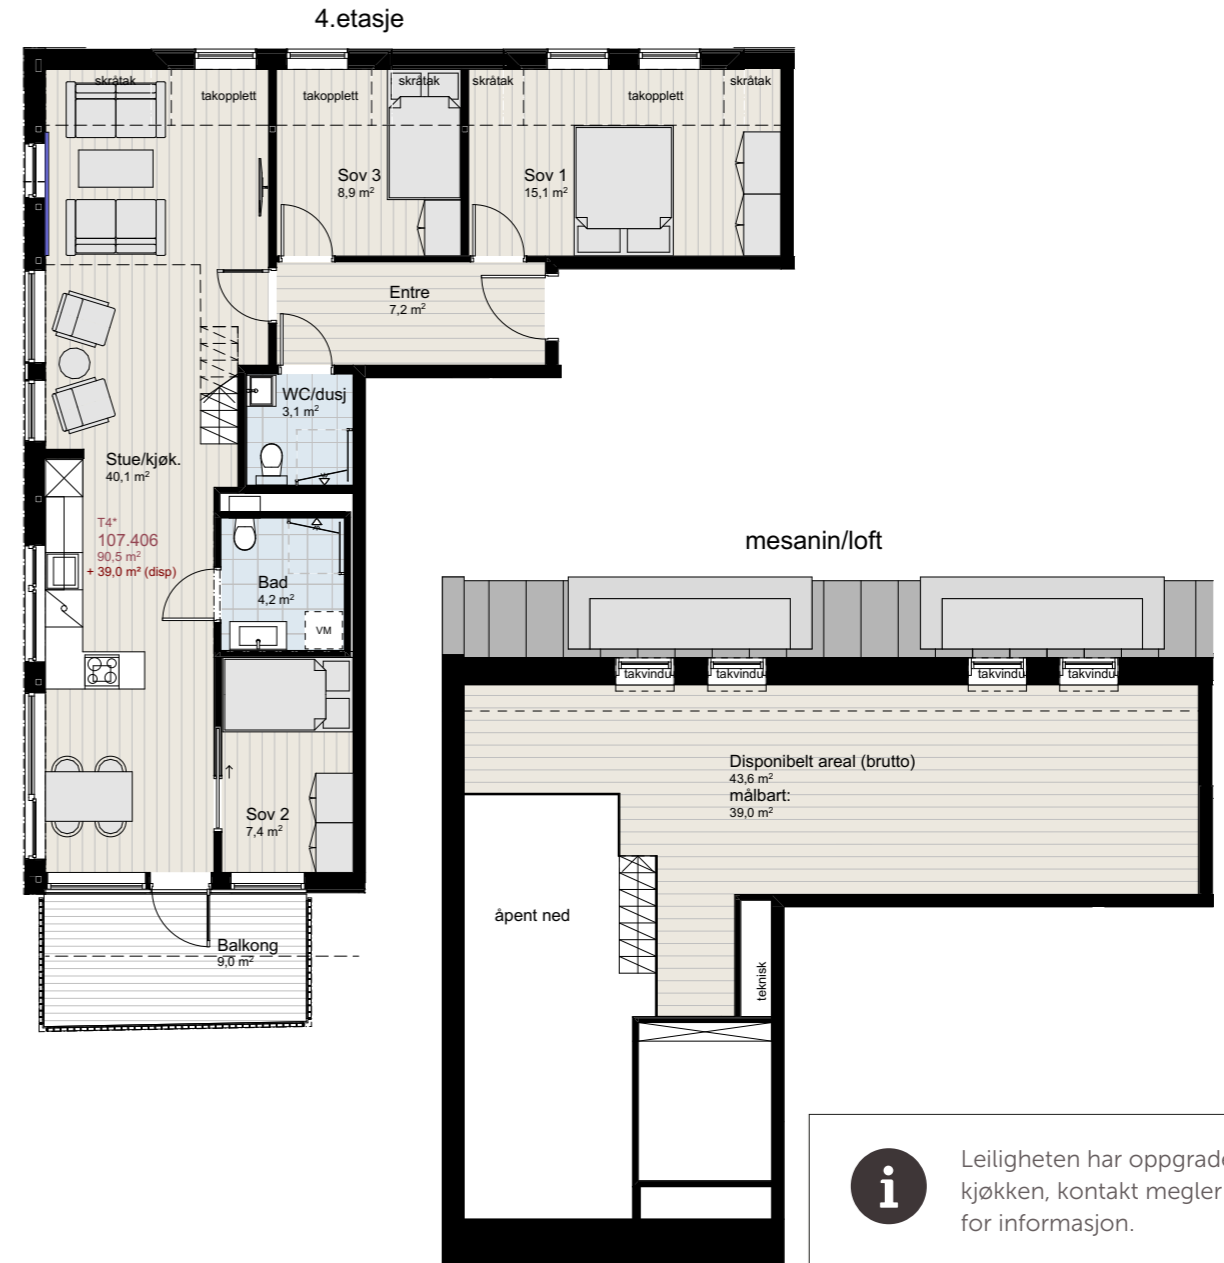 4.etasje
skråtak
takopplett
takopplett
skråtak
skråtak
takopplett
skråtak
Sov 3
8,9 m²
Sov 1
15,1 m²
Entre
7,2 m²
WC/dusj
3,1 m²
Stue/kjøk.
40,1 m²
T4*
107.406
90,5 m²
+ 39,0 m² (disp)
Bad
4,2 m²
VM
Sov 2
7,4 m²
Balkong
9,0 m²
mesanin/loft
takvindu
takvindu
takvindu
takvindu
Disponibelt areal (brutto)
43,6 m²
målbart:
39,0 m²
åpent ned
teknisk
Leiligheten har oppgrade
kjøkken, kontakt megler
for informasjon.